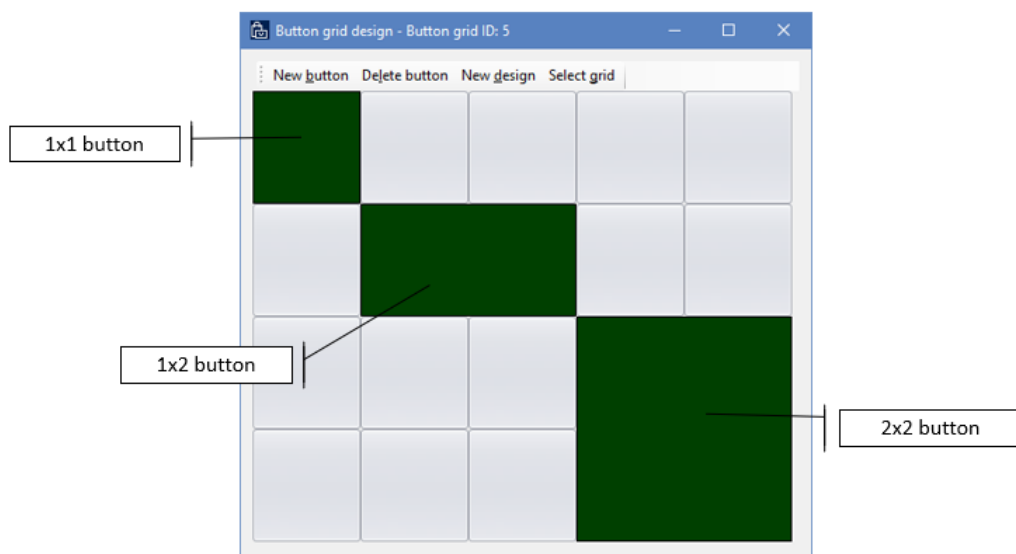 Button grid design - Button grid ID: 5
New button Delete button New design Select grid
1x1 button
1x2 button
2x2 button